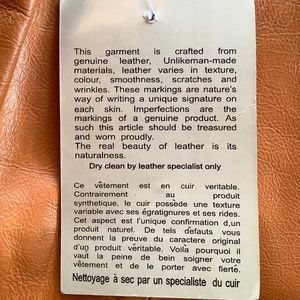 This garment is crafted from
genuine leather, Unlikeman-made
materials, leather varies in texture,
colour, smoothness, scratches and
wrinkles. These markings are nature's
way of writing a unique signature on
each skin. Imperfections are the
markings of a genuine product. As
such this article should be treasured
and worn proudly.
The real beauty of leather is its
naturalness.
Dry clean by leather specialist only
Ce vêtement est en cuir veritable.
Contrairement au produit
synthetique, le cuir possède une texture
variable avec ses égratignures et ses rides.
Cet aspect est l'unique confirmation d,un
produit naturel. De tels defauts vous
donnent la preuve du caractere original
d'un produit véritable. Voilà pourquoi il
vaut la peine de bein soigner votre
vêtement et de le porter avec fierté.
Nettoyage à sec par un specialiste du cuir